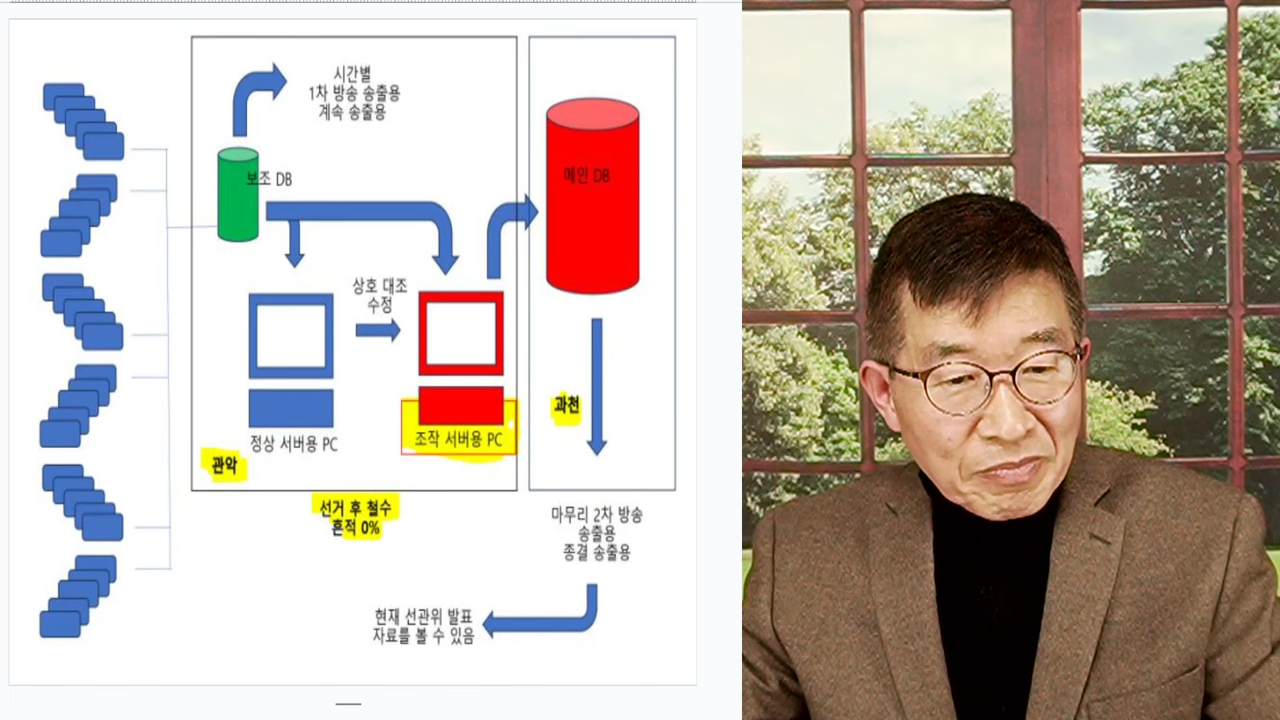 시간별
1차 방송 송출용
계속 송출용
보조 DB
메인 DB
상호 대조
수정
정상 서버용 PC
조작 서버용 PC
과천
관악
선거 후 철수
흔적 0%
마무리 2차 방송
송출용
종결 송출용
현재 선관위 발표
자료를 볼 수 있음